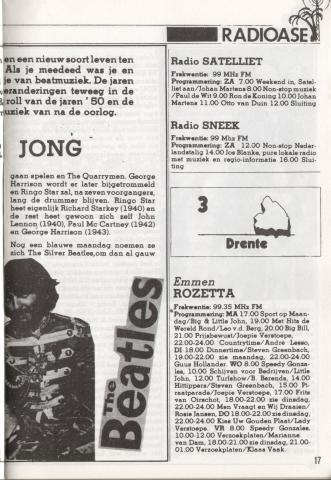 RADIOASE
en een nieuw soort leven ten
Als je meedeed was je en
je van beatmuziek. De jaren
eranderingen teweeg in de
& roll van de jaren '50 en de
uziek van na de oorlog.
JONG
gaan spelen en The Quarrymen. George
Harrison wordt er later bijgetrommeld
en Ringo Star zal, na zeven voorgangers,
lang de drummer blijven. Ringo Star
heet eigenlijk Richard Starkey (1940) en
de rest heet gewoon zich zelf John
Lennon (1940), Paul Mc Cartney (1942)
en George Harrison (1943).
Nog een blauwe maandag noemen ze
zich The Silver Beatles, om dan al gauw
The
Beatles
Radio SATELLIET
Frekwentie: 99 MHz FM
Programmering: ZA 7.00 Weekend in, Satel-
liet aan/Johan Martens 8.00 Non-stop muziek
/Paul de Wit 9.00 Ron de Koning 10.00 Johan
Martens 11.00 Otto van Duin 12.00 Sluiting
Radio SNEEK
Frekwentie: 99 Mhz FM
Programmering: ZA 12.00 Non-stop Neder-
landstalig 14.00 Joe Blanke, pure lokale radio
met muziek en regio-informatie 16.00 Slui-
ting
3
Drente
Emmen
ROZETTA
Frekwentie: 99.35 MHz FM
Programmering: MA 17.00 Sport op Maan-
dag/Big & Little John, 19.00 Met Hits de
Wereld Rond/Leo v.d. Berg, 20.00 Big Bill,
21.00 Prijsbewust/Joepie Verstoepe,
22.00-24.00 Countrytime/Andre Lesso,
DI 18.00 Dinnertime/Steven Greenbach,
19.00-22.00 zie maandag, 22.00-24.00
Guus Hollander. WO 8.00 Speedy Gonza-
les, 10.00 Schijven voor Bedrijven/Little
John, 12.00 Turfshow/B. Berends, 14.00
Hittippers/Steven Greenbach, 15.00 Pi-
raatparade/Joepie Verstoepe, 17.00 Frits
van Oirschot, 18.00-22.00 zie dinsdag,
22.00-24.00 Men Vraagt en Wij Draaien/
Rosie Jansen, DO 18.00-22.00 zie dinsdag,
22.00-24.00 Kies Uw Gouden Plaat/Lady
Verstoepe. VR 8.00 Speedy Gonzales,
10.00-12.00 Verzoekplaten/Marianne
van Dam, 18.00-21.00 zie dinsdag, 21.00-
01.00 Verzoekplaten/Klaas Vaak.
17